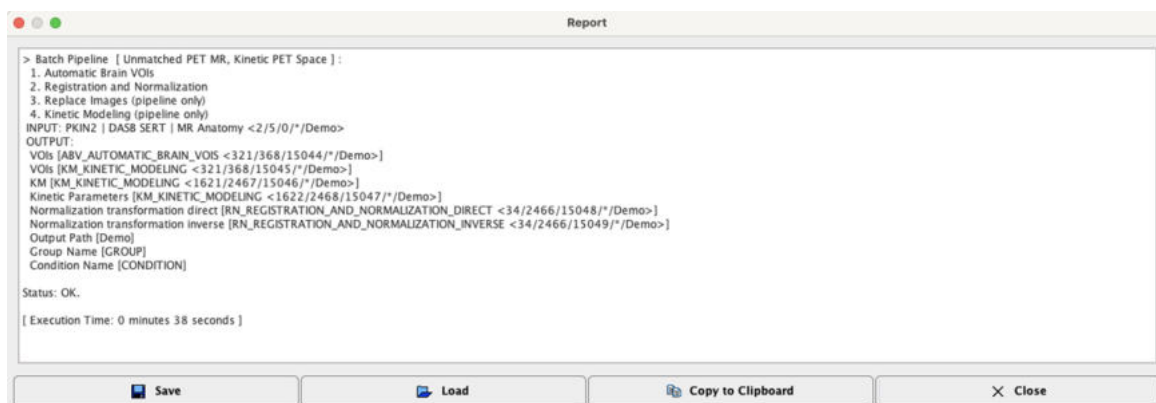 Report
> Batch Pipeline [ Unmatched PET MR, Kinetic PET Space ] :
1. Automatic Brain VOIs
2. Registration and Normalization
3. Replace Images (pipeline only)
4. Kinetic Modeling (pipeline only)
INPUT: PKIN2 | DASB SERT | MR Anatomy <2/5/0/*/Demo>
OUTPUT:
VOIs [ABV_AUTOMATIC_BRAIN_VOIS <321/368/15044/*/Demo>]
VOIs [KM_KINETIC_MODELING <321/368/15045/*/Demo>]
KM [KM_KINETIC_MODELING <1621/2467/15046/*/Demo>]
Kinetic Parameters [KM_KINETIC_MODELING <1622/2468/15047/*/Demo>]
Normalization transformation direct [RN_REGISTRATION_AND_NORMALIZATION_DIRECT <34/2466/15048/*/Demo>]
Normalization transformation inverse [RN_REGISTRATION_AND_NORMALIZATION_INVERSE <34/2466/15049/*/Demo>]
Output Path [Demo]
Group Name [GROUP]
Condition Name [CONDITION]
Status: OK.
[ Execution Time: 0 minutes 38 seconds ]
Save Load Copy to Clipboard Close